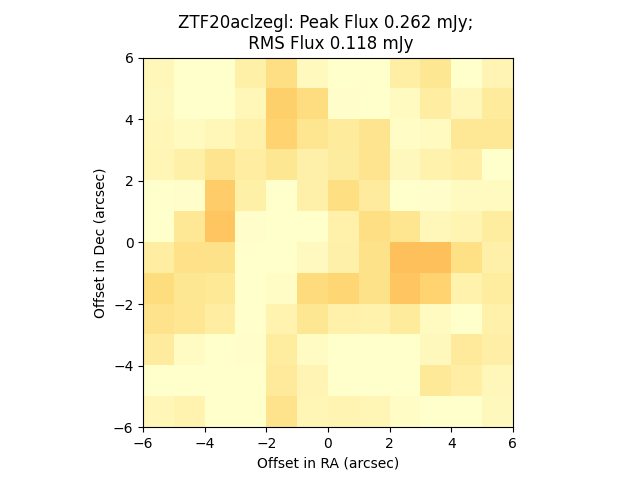 ZTF20aclzegl: Peak Flux 0.262 mJy;
RMS Flux 0.118 mJy
6
4
2
0
−2
−4
−6
Offset in Dec (arcsec)
−6 −4 −2 0 2 4 6
Offset in RA (arcsec)